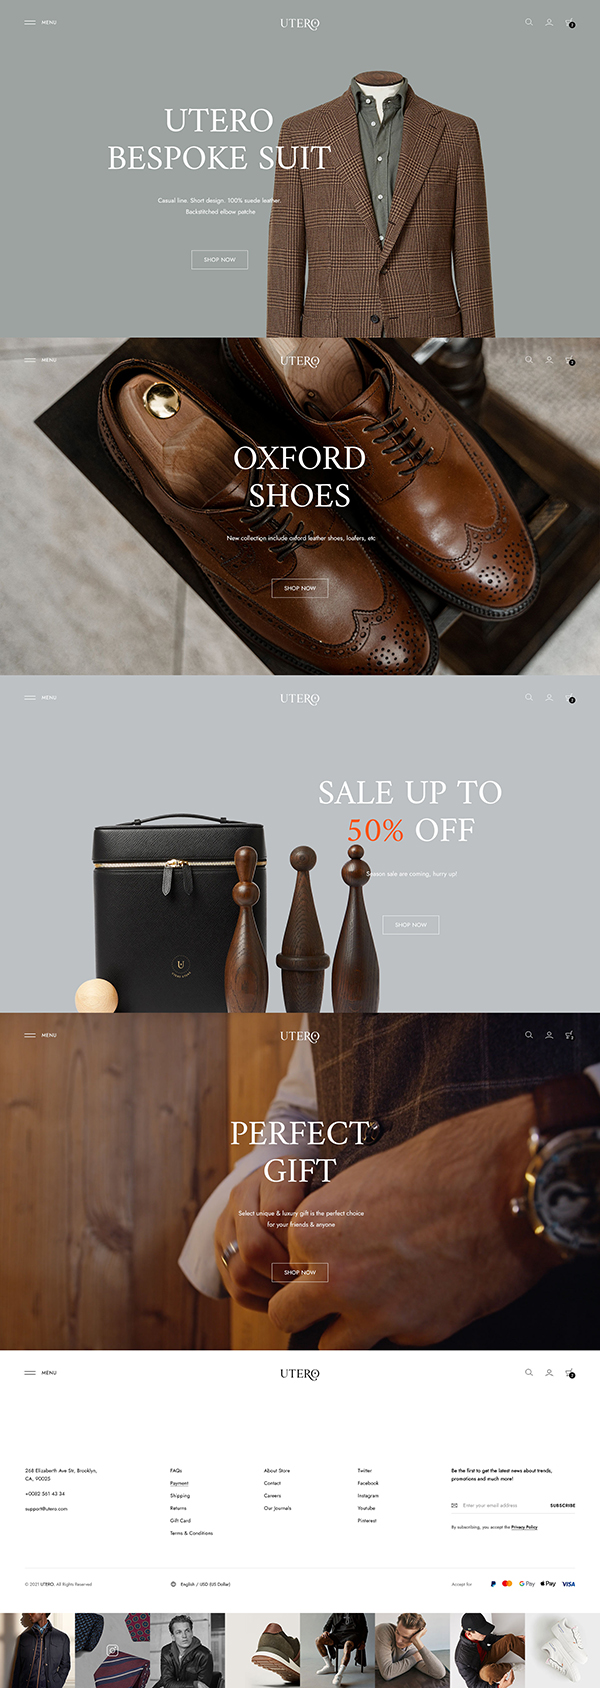 MENU
UTERO
2
UTERO
BESPOKE SUIT
Casual line. Short design. 100% suede leather.
Backstitched elbow patche
SHOP NOW
MENU
UTERO
2
OXFORD
SHOES
New collection include oxford leather shoes, loafers, etc
SHOP NOW
MENU
UTERO
2
SALE UP TO
50% OFF
Season sale are coming, hurry up!
SHOP NOW
MENU
UTERO
PERFECT
GIFT
Select unique & luxury gift is the perfect choice
for your friends & anyone
SHOP NOW
MENU
UTERO
2
268 Elizaberth Ave Str, Brooklyn,
CA, 90025
+0082 561 43 34
support@utero.com
FAQs
Payment
Shipping
Returns
Gift Card
Terms & Conditions
About Store
Contact
Careers
Our Journals
Twitter
Facebook
Instagram
Youtube
Pinterest
Be the first to get the latest news about trends,
promotions and much more!
Enter your email address
SUBSCRIBE
By subscribing, you accept the Privacy Policy
© 2021 UTERO. All Rights Reserved
English / USD (US Dollar)
Accept for
G Pay
Pay
VISA